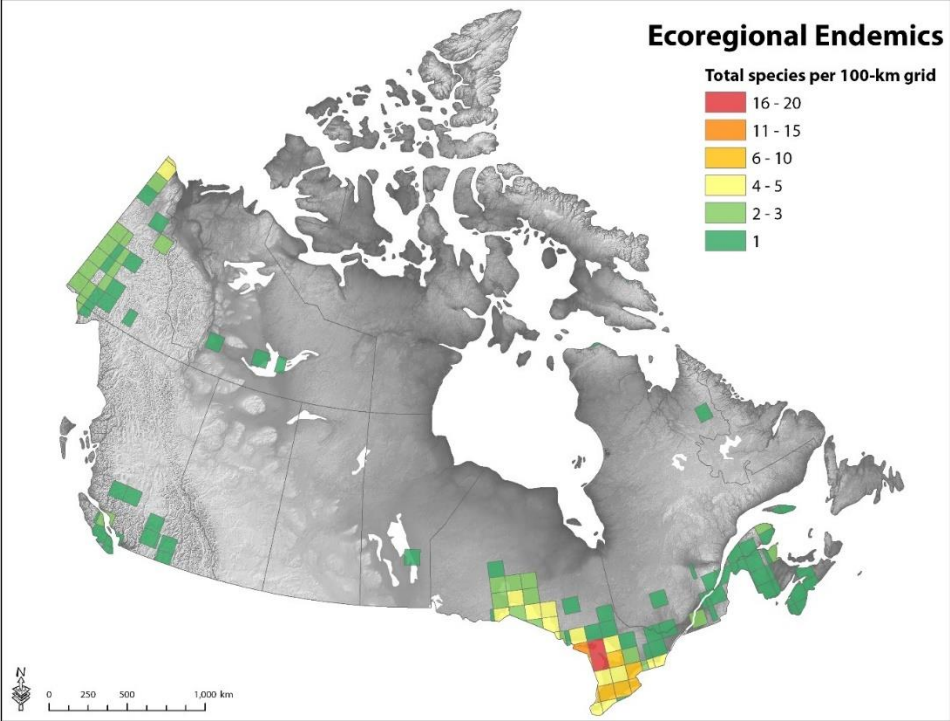 Ecoregional Endemics
Total species per 100-km grid
16 - 20
11 - 15
6 - 10
4 - 5
2 - 3
1
N
0 250 500 1,000 km